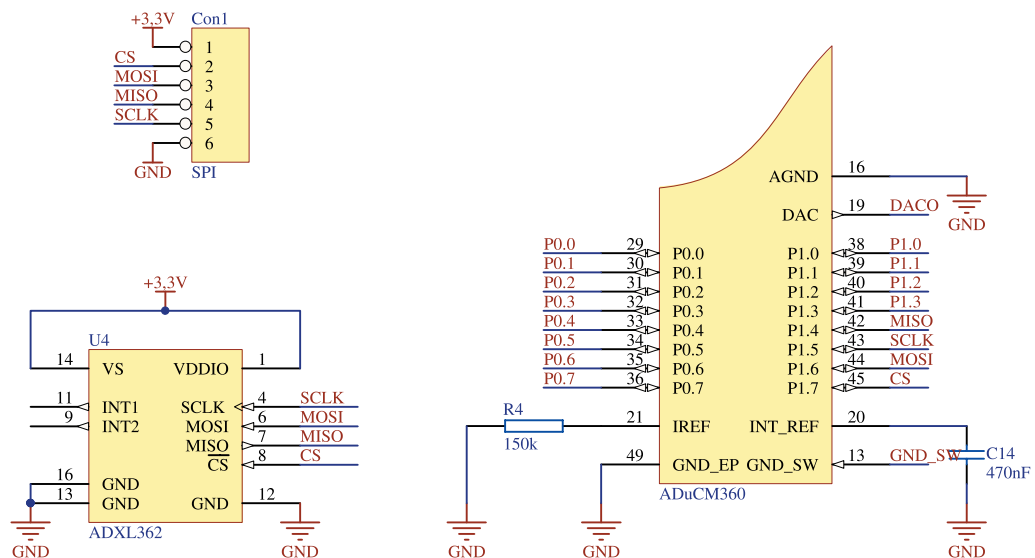 Con1
+3,3V
1
CS 2
MOSI 3
MISO 4
SCLK 5
6
GND SPI
AGND 16
GND
DAC 19 DACO
P0.0 29 P0.0 P1.0 38 P1.0
P0.1 30 P0.1 P1.1 39 P1.1
P0.2 31 P0.2 P1.2 40 P1.2
P0.3 32 P0.3 P1.3 41 P1.3
P0.4 33 P0.4 P1.4 42 MISO
P0.5 34 P0.5 P1.5 43 SCLK
P0.6 35 P0.6 P1.6 44 MOSI
P0.7 36 P0.7 P1.7 45 CS
R4 21 IREF INT_REF 20
150k
49 GND_EP GND_SW 13 GND_SW C14
470nF
ADuCM360
GND GND GND
+3,3V
U4
14 VS VDDIO 1
11 INT1 SCLK 4 SCLK
9 INT2 MOSI 6 MOSI
MISO 7 MISO
CS 8 CS
16 GND
13 GND GND 12
ADXL362
GND GND